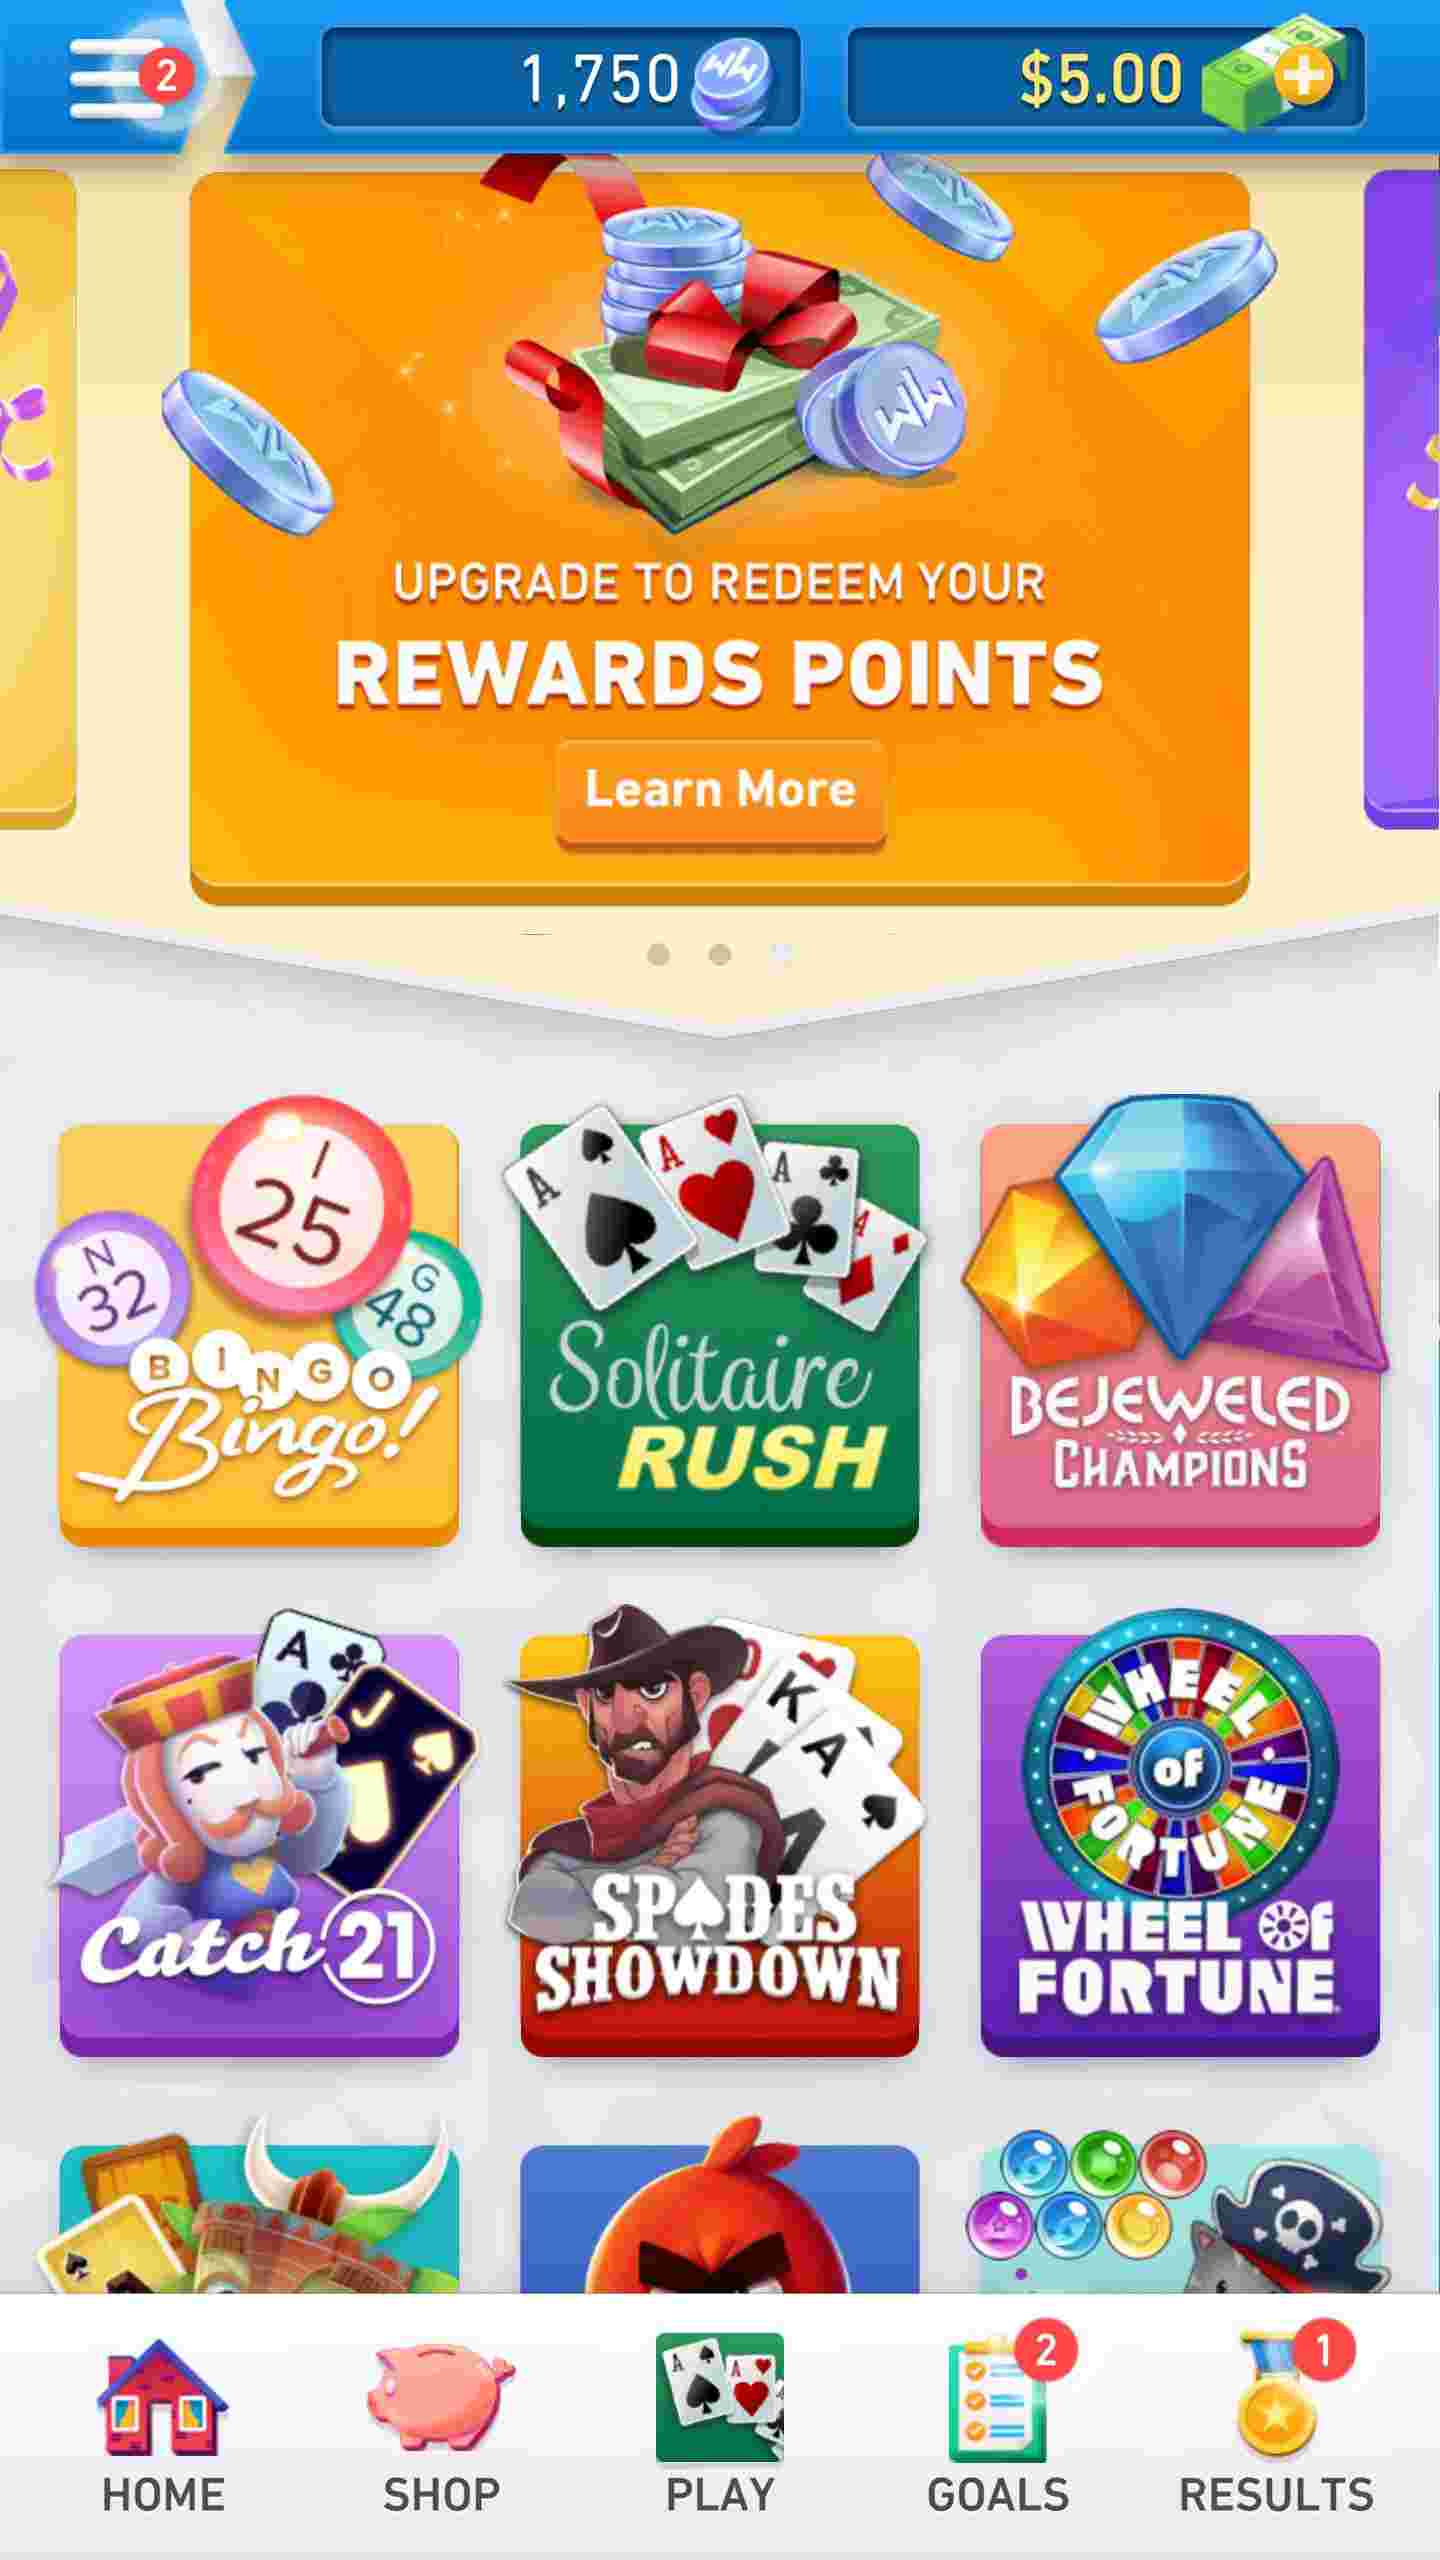 2
1,750
$5.00
UPGRADE TO REDEEM YOUR
REWARDS POINTS
Learn More
I
25
N
32
G
48
BINGO
Bingo!
A
A
A
A
Solitaire
RUSH
BEJEWELED
CHAMPIONS
A
J
Catch 21
K
A
A
SPADES
SHOWDOWN
WHEEL
of
FORTUNE
WHEEL OF
FORTUNE
A
A
2
1
HOME
SHOP
PLAY
GOALS
RESULTS